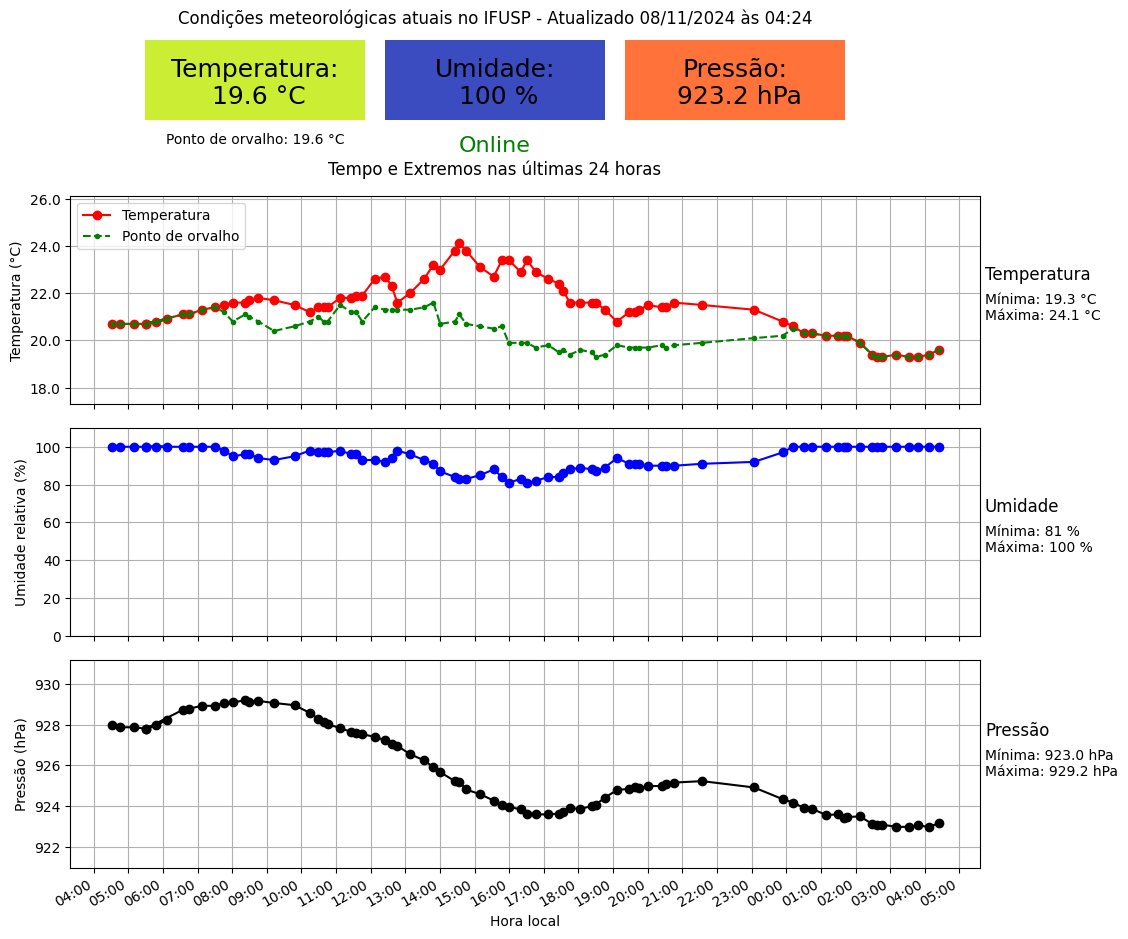 Condições meteorológicas atuais no IFUSP - Atualizado 08/11/2024 às 04:24
Temperatura:
19.6 °C
Umidade:
100 %
Pressão:
923.2 hPa
Ponto de orvalho: 19.6 °C
Online
Tempo e Extremos nas últimas 24 horas
Temperatura (°C)
26.0
24.0
22.0
20.0
18.0
Temperatura
Ponto de orvalho
Temperatura
Mínima: 19.3 °C
Máxima: 24.1 °C
Umidade relativa (%)
100
80
60
40
20
0
Umidade
Mínima: 81 %
Máxima: 100 %
Pressão (hPa)
930
928
926
924
922
Pressão
Mínima: 923.0 hPa
Máxima: 929.2 hPa
04:00 05:00 06:00 07:00 08:00 09:00 10:00 11:00 12:00 13:00 14:00 15:00 16:00 17:00 18:00 19:00 20:00 21:00 22:00 23:00 00:00 01:00 02:00 03:00 04:00 05:00
Hora local